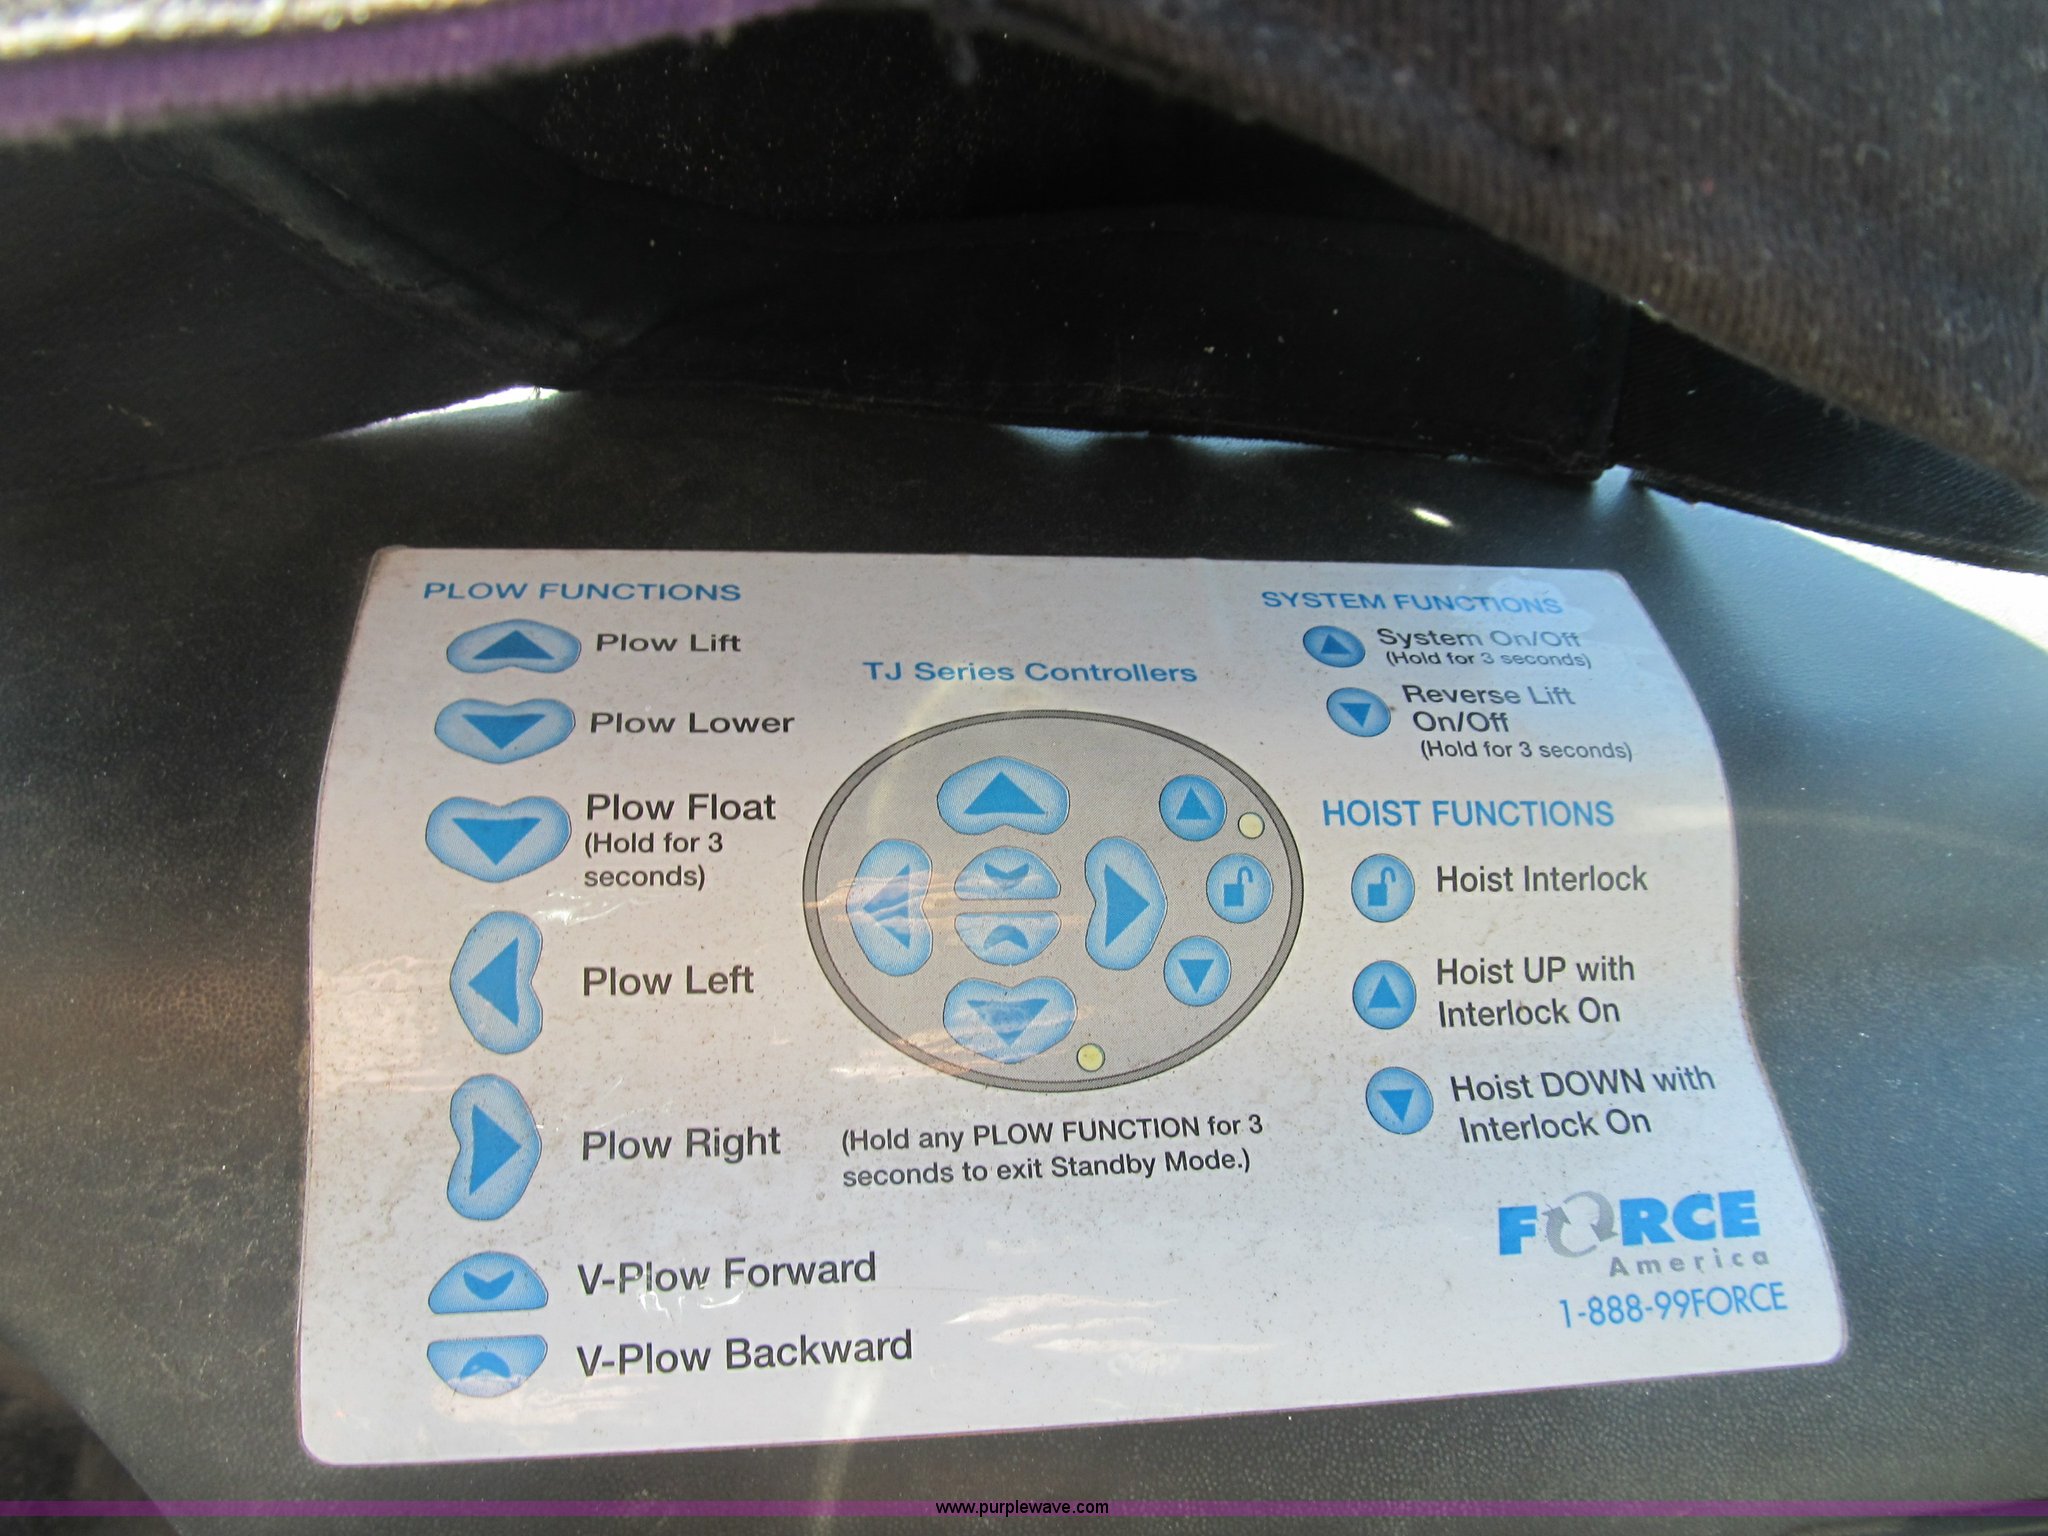 PLOW FUNCTIONS
Plow Lift
Plow Lower
Plow Float
(Hold for 3
seconds)
Plow Left
Plow Right
V-Plow Forward
V-Plow Backward
TJ Series Controllers
(Hold any PLOW FUNCTION for 3
seconds to exit Standby Mode.)
SYSTEM FUNCTIONS
System On/Off
(Hold for 3 seconds)
Reverse Lift
On/Off
(Hold for 3 seconds)
HOIST FUNCTIONS
Hoist Interlock
Hoist UP with
Interlock On
Hoist DOWN with
Interlock On
FORCE
America
1-888-99FORCE
www.purplewave.com